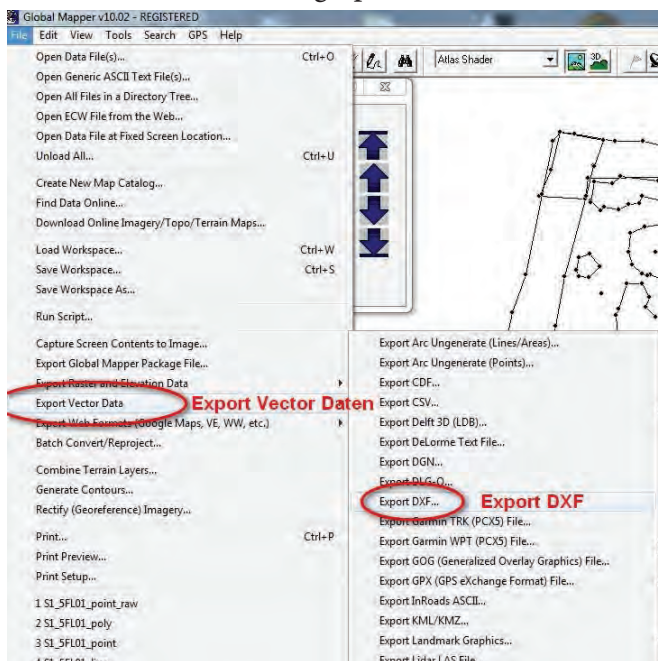 Global Mapper v10.02 - REGISTERED
File Edit View Tools Search GPS Help
Atlas Shader
3D
Open Data File(s)... Ctrl+O
Open Generic ASCII Text File(s)...
Open All Files in a Directory Tree...
Open ECW File from the Web...
Open Data File at Fixed Screen Location...
Unload All... Ctrl+U
Create New Map Catalog...
Find Data Online...
Download Online Imagery/Topo/Terrain Maps...
Load Workspace... Ctrl+W
Save Workspace... Ctrl+S
Save Workspace As...
Run Script...
Capture Screen Contents to Image...
Export Global Mapper Package File...
Export Raster and Elevation Data
Export Vector Data
Export Vector Daten
Export Web Formats (Google Maps, VE, WW, etc.)
Batch Convert/Reproject...
Combine Terrain Layers...
Generate Contours...
Rectify (Georeference) Imagery...
Print... Ctrl+P
Print Preview...
Print Setup...
1 S1_5FL01_point_raw
2 S1_5FL01_poly
3 S1_5FL01_point
Export Arc Ungenerate (Lines/Areas)...
Export Arc Ungenerate (Points)...
Export CDF...
Export CSV...
Export Delft 3D (LDB)...
Export DeLorme Text File...
Export DGN...
Export DLG-O...
Export DXF...
Export DXF
Export Garmin TRK (PCX5) File...
Export Garmin WPT (PCX5) File...
Export GOG (Generalized Overlay Graphics) File...
Export GPX (GPS eXchange Format) File...
Export InRoads ASCII...
Export KML/KMZ...
Export Landmark Graphics...
Export Lidar LAS File...